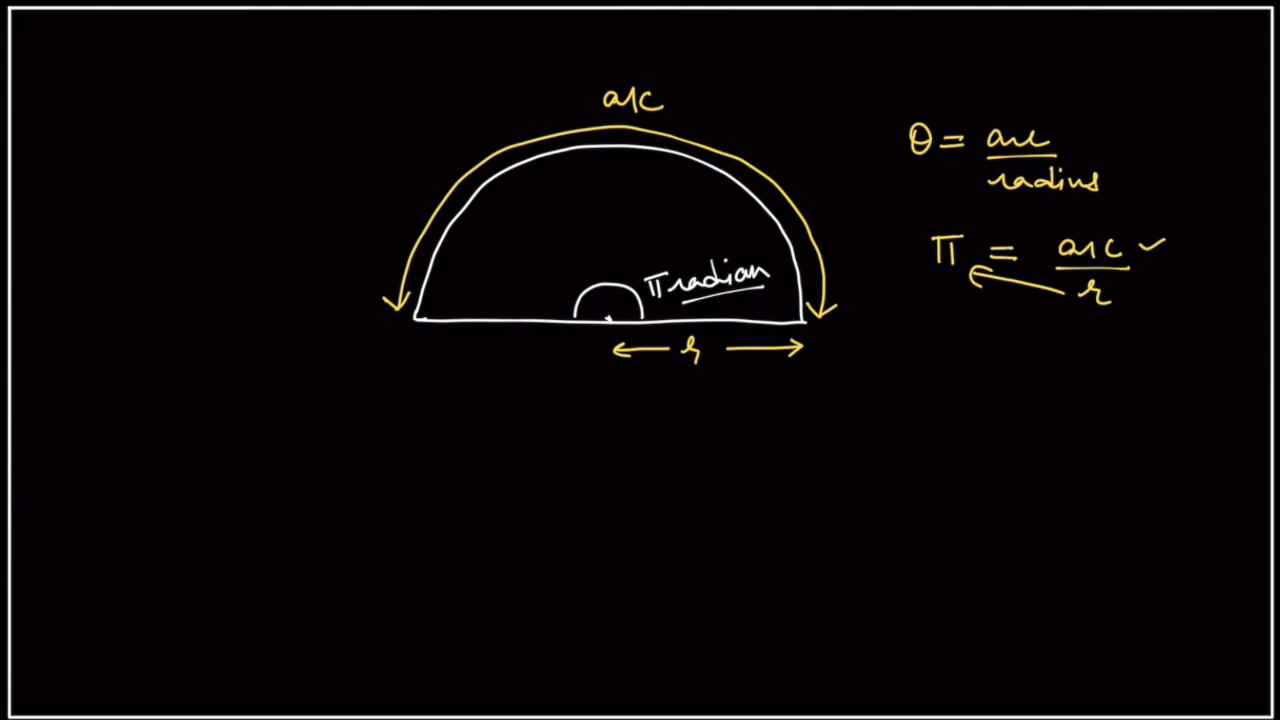 arc
θ = arc / radius
π = arc / r
π radian
r